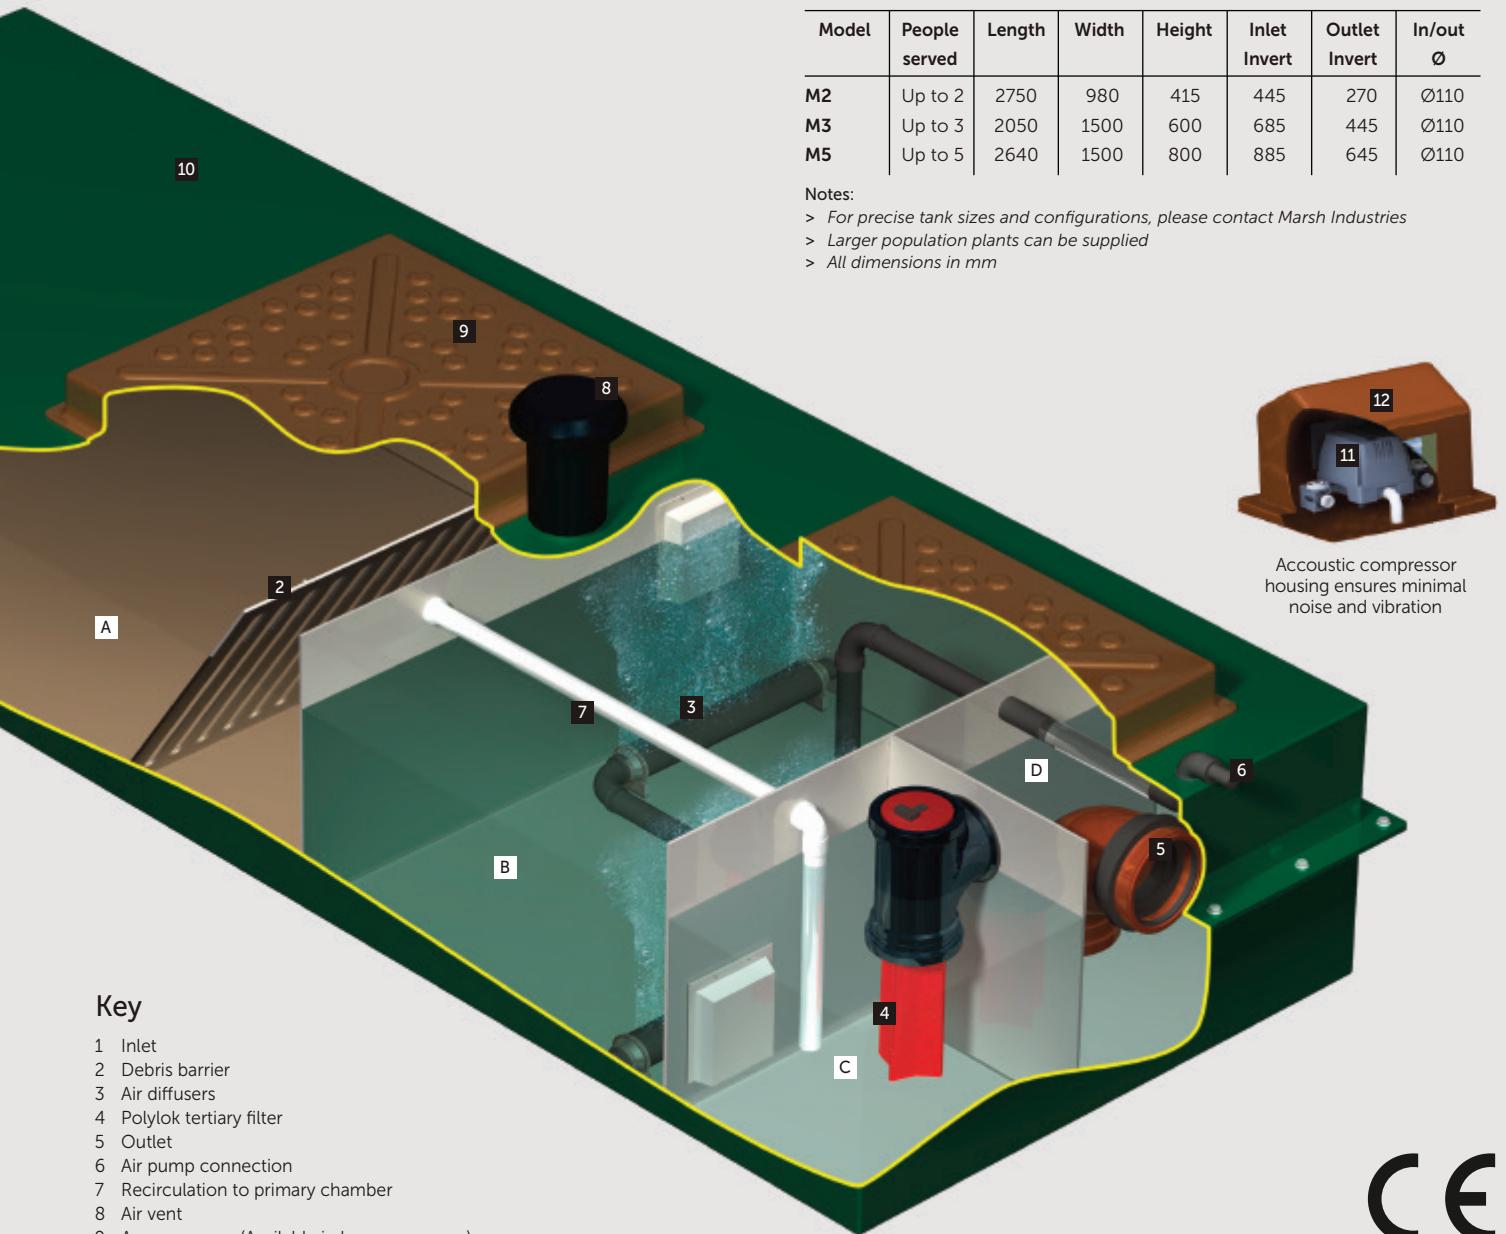 Model People served Length Width Height Inlet Invert Outlet Invert In/out Ø
M2 Up to 2 2750 980 415 445 270 Ø110
M3 Up to 3 2050 1500 600 685 445 Ø110
M5 Up to 5 2640 1500 800 885 645 Ø110
Notes:
> For precise tank sizes and configurations, please contact Marsh Industries
> Larger population plants can be supplied
> All dimensions in mm
10
9
8
12
11
Accoustic compressor
housing ensures minimal
noise and vibration
2
A
7
3
D
6
5
B
4
C
Key
1 Inlet
2 Debris barrier
3 Air diffusers
4 Polylok tertiary filter
5 Outlet
6 Air pump connection
7 Recirculation to primary chamber
8 Air vent
CE